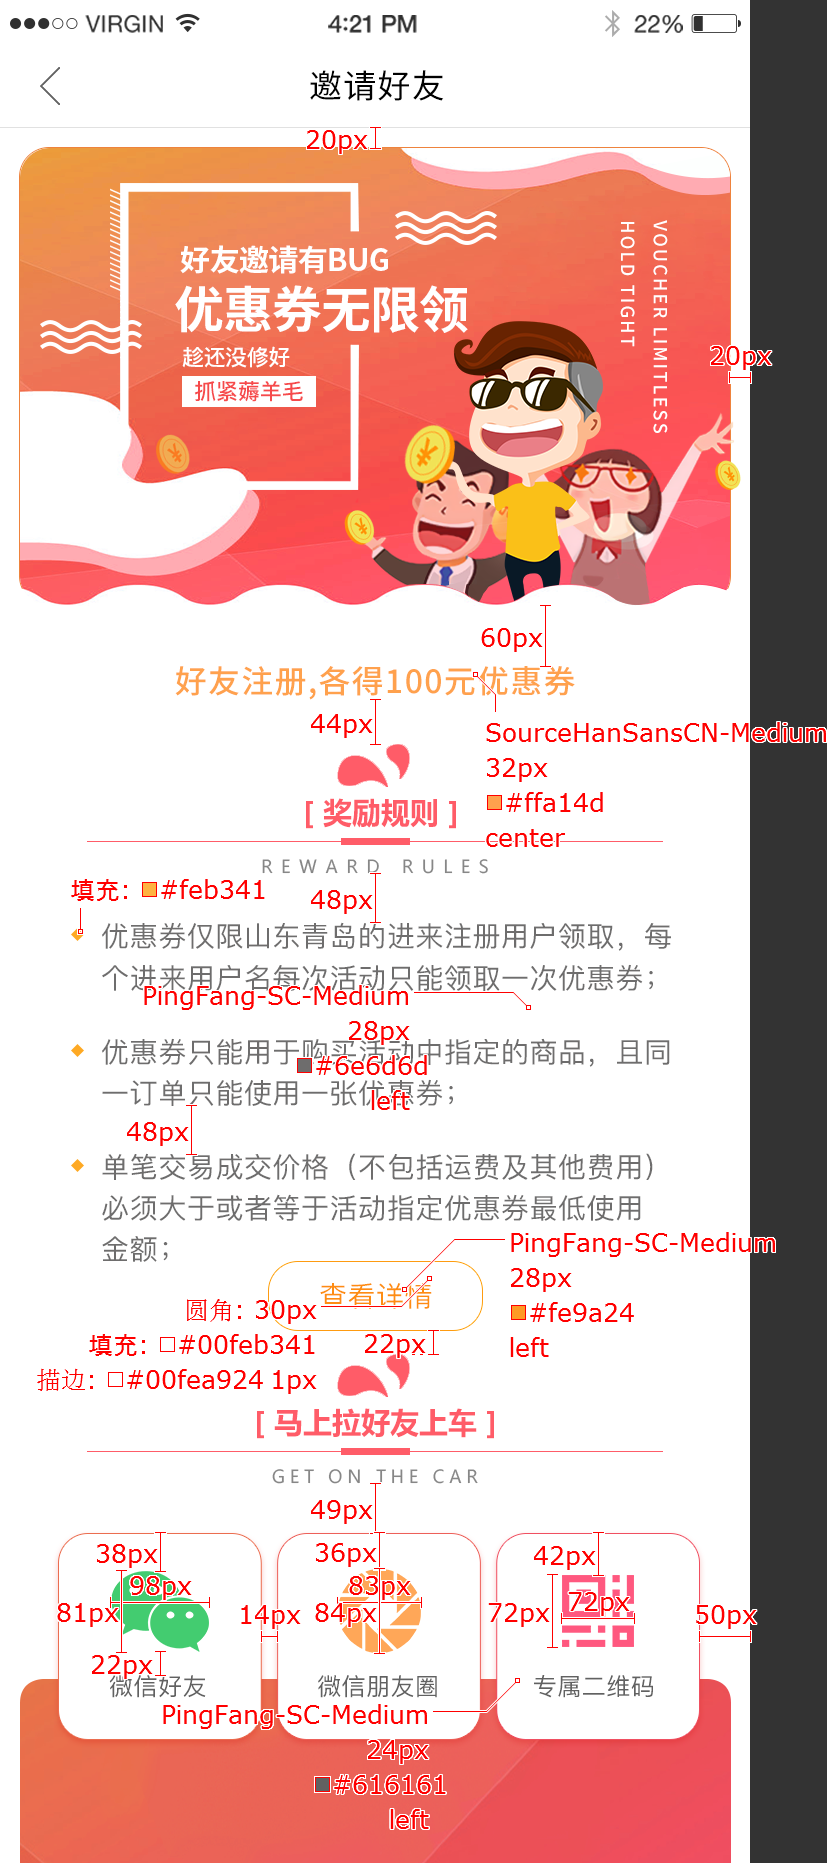 VIRGIN
4:21 PM
22%
邀请好友
20px
好友邀请有BUG
优惠券无限领
趁还没修好
抓紧薅羊毛
VOUCHER LIMITLESS
HOLD TIGHT
20px
60px
好友注册,各得100元优惠券
44px
SourceHanSansCN-Medium
32px
#ffa14d
center
[ 奖励规则 ]
REWARD RULES
填充: #feb341
48px
优惠券仅限山东青岛的进来注册用户领取，每
个进来用户名每次活动只能领取一次优惠券；
PingFang-SC-Medium
28px
#6e6d6d
left
优惠券只能用于购买活动中指定的商品，且同
一订单只能使用一张优惠券；
48px
单笔交易成交价格（不包括运费及其他费用）
必须大于或者等于活动指定优惠券最低使用
金额；
PingFang-SC-Medium
28px
#fe9a24
left
查看详情
圆角: 30px
填充: #00feb341
描边: #00fea924 1px
22px
[ 马上拉好友上车 ]
GET ON THE CAR
49px
38px
98px
81px
22px
微信好友
14px
36px
83px
84px
微信朋友圈
42px
72px
72px
50px
专属二维码
PingFang-SC-Medium
24px
#616161
left